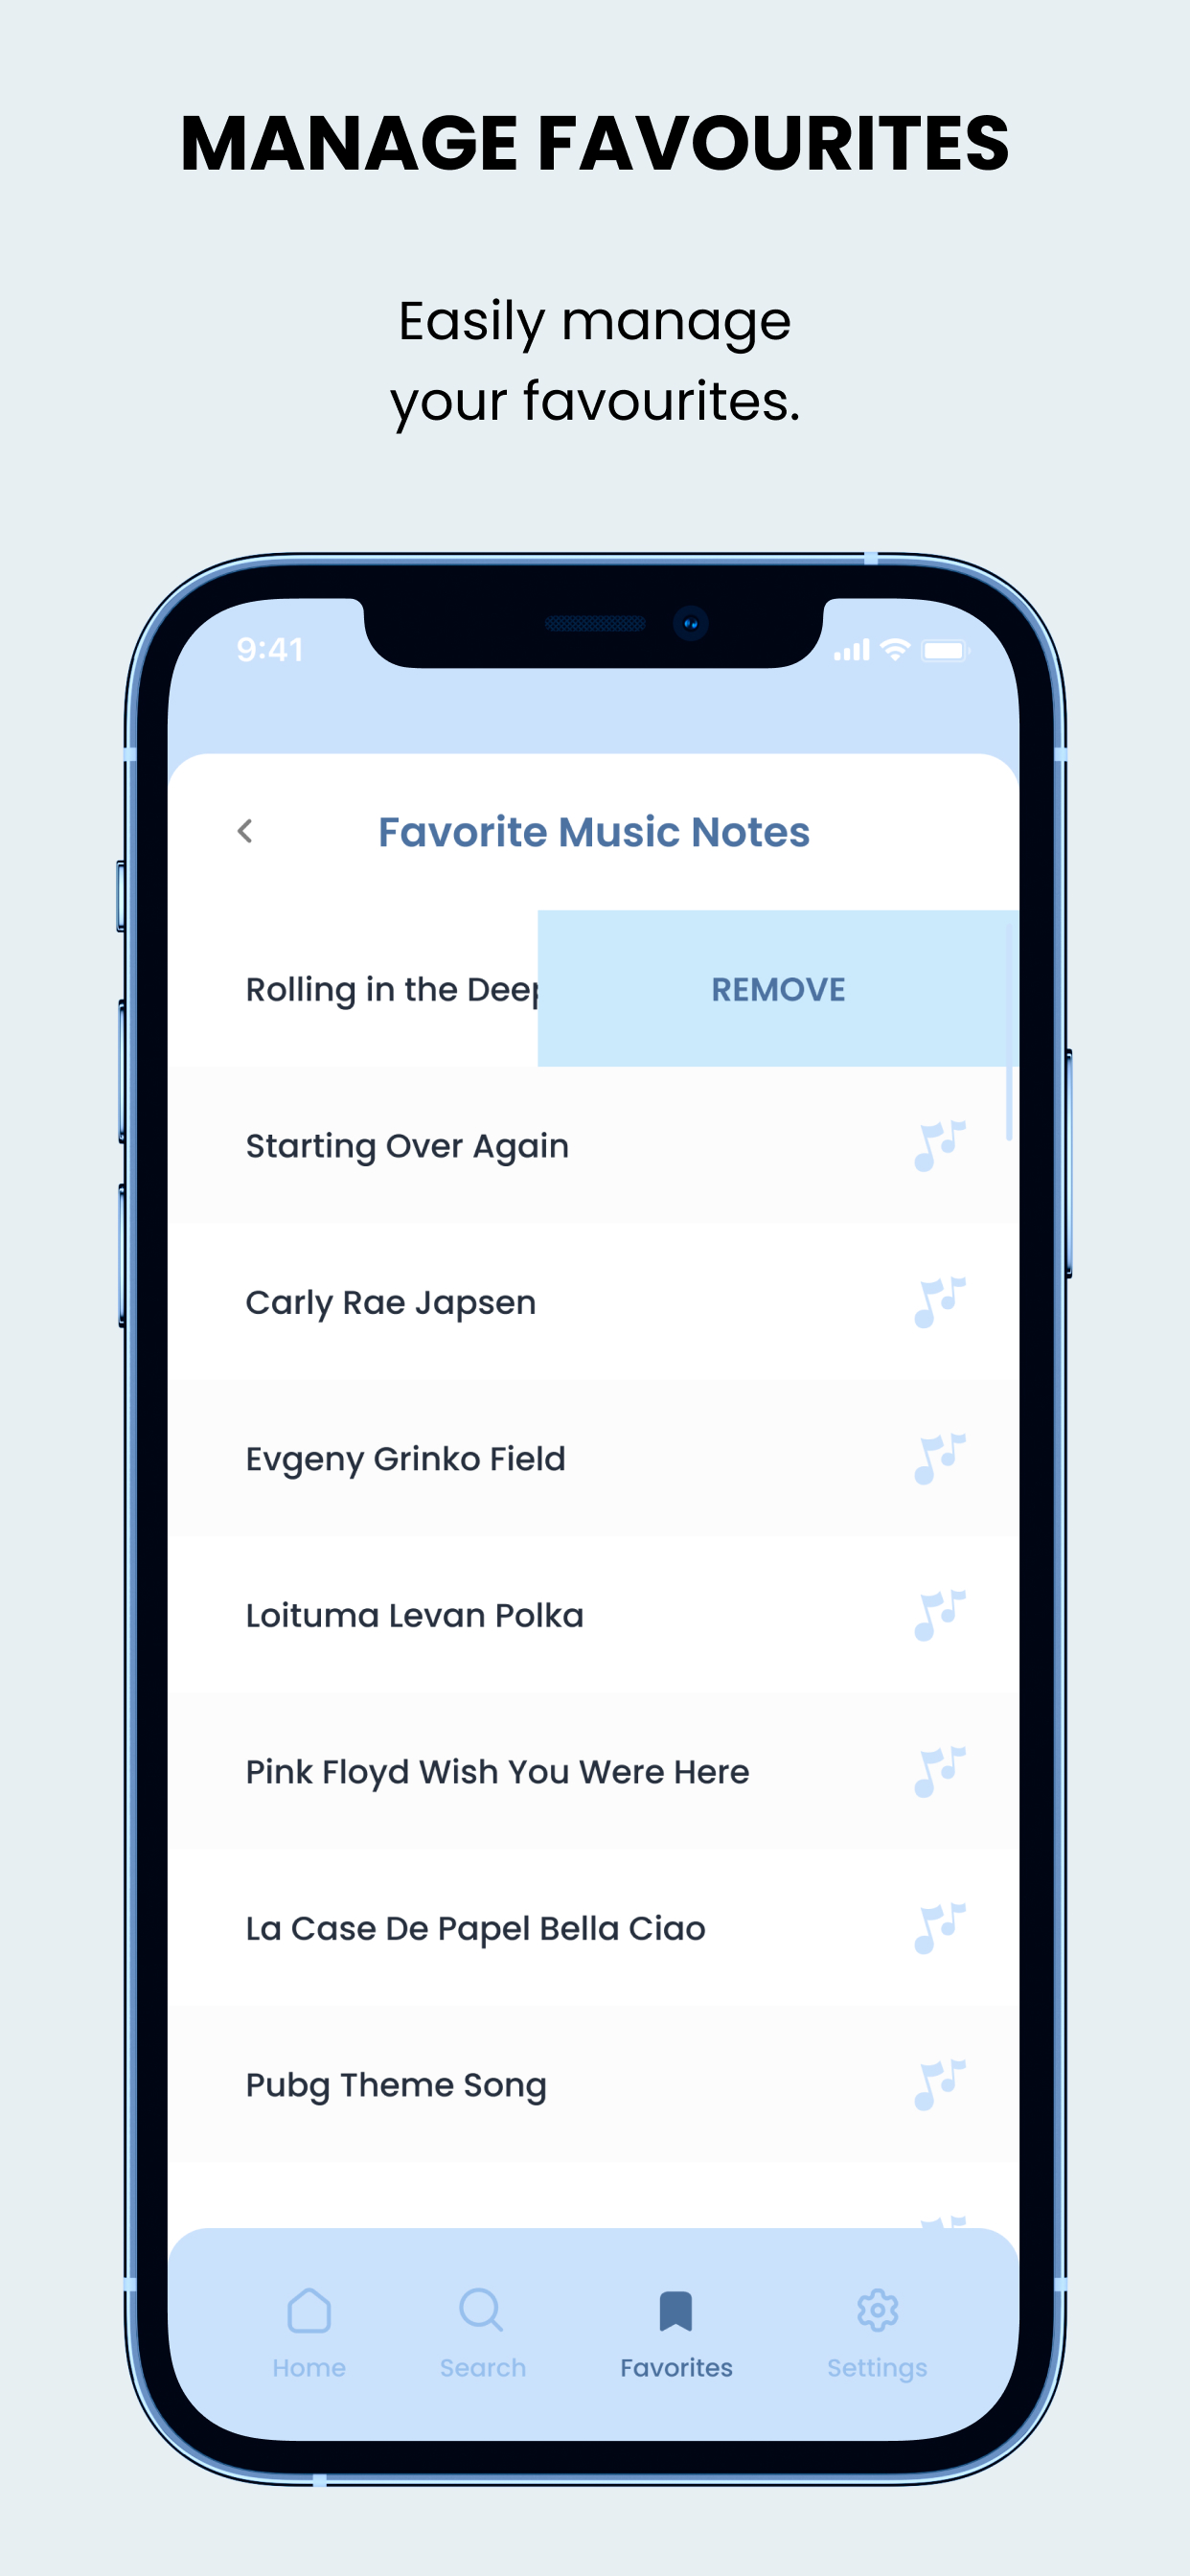 MANAGE FAVOURITES
Easily manage
your favourites.
9:41
Favorite Music Notes
Rolling in the Deep
REMOVE
Starting Over Again
Carly Rae Japsen
Evgeny Grinko Field
Loituma Levan Polka
Pink Floyd Wish You Were Here
La Case De Papel Bella Ciao
Pubg Theme Song
Home
Search
Favorites
Settings